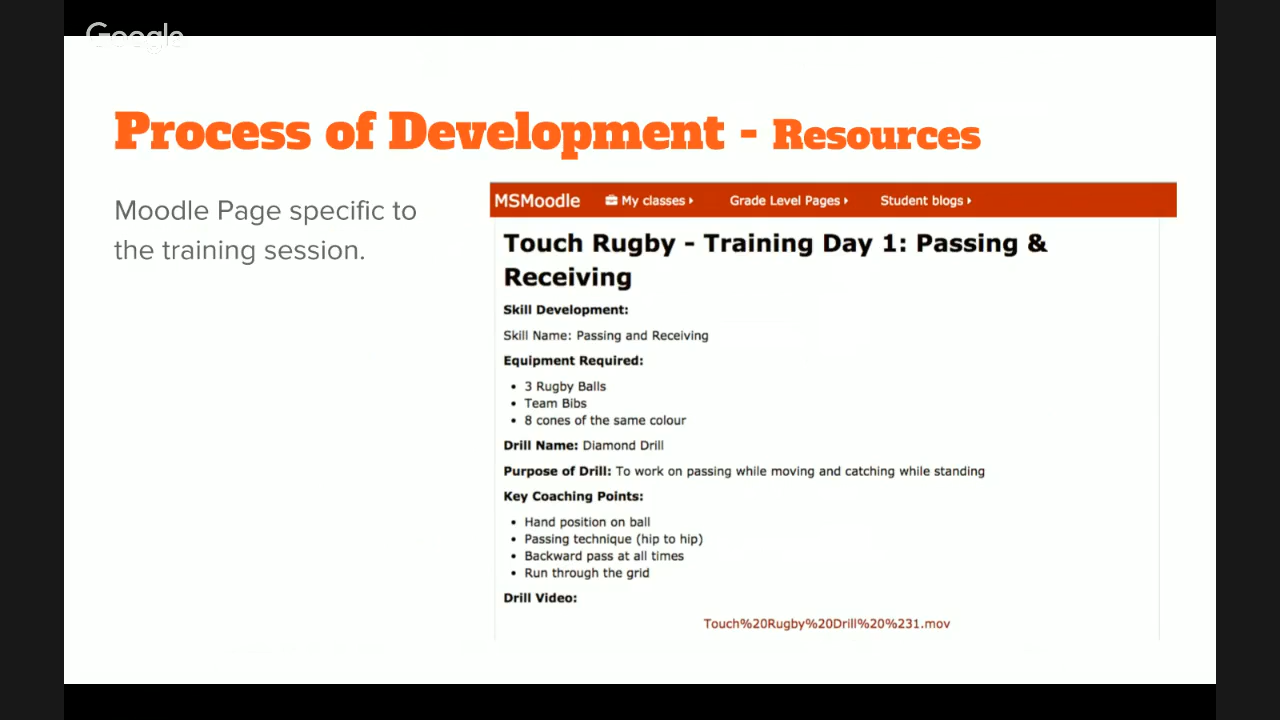 Google
Process of Development - Resources
Moodle Page specific to
the training session.
MSMoodle My classes Grade Level Pages Student blogs
Touch Rugby - Training Day 1: Passing &
Receiving
Skill Development:
Skill Name: Passing and Receiving
Equipment Required:
• 3 Rugby Balls
• Team Bibs
• 8 cones of the same colour
Drill Name: Diamond Drill
Purpose of Drill: To work on passing while moving and catching while standing
Key Coaching Points:
• Hand position on ball
• Passing technique (hip to hip)
• Backward pass at all times
• Run through the grid
Drill Video:
Touch%20Rugby%20Drill%20%231.mov